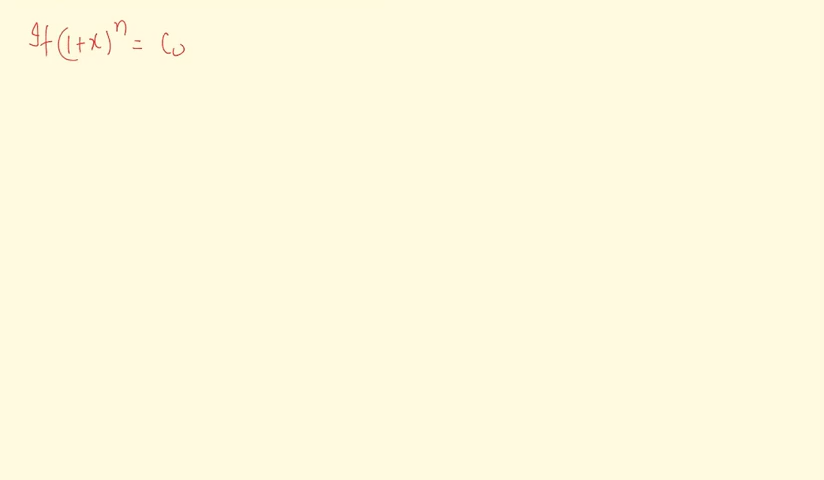 If (1+x)^n = C₀